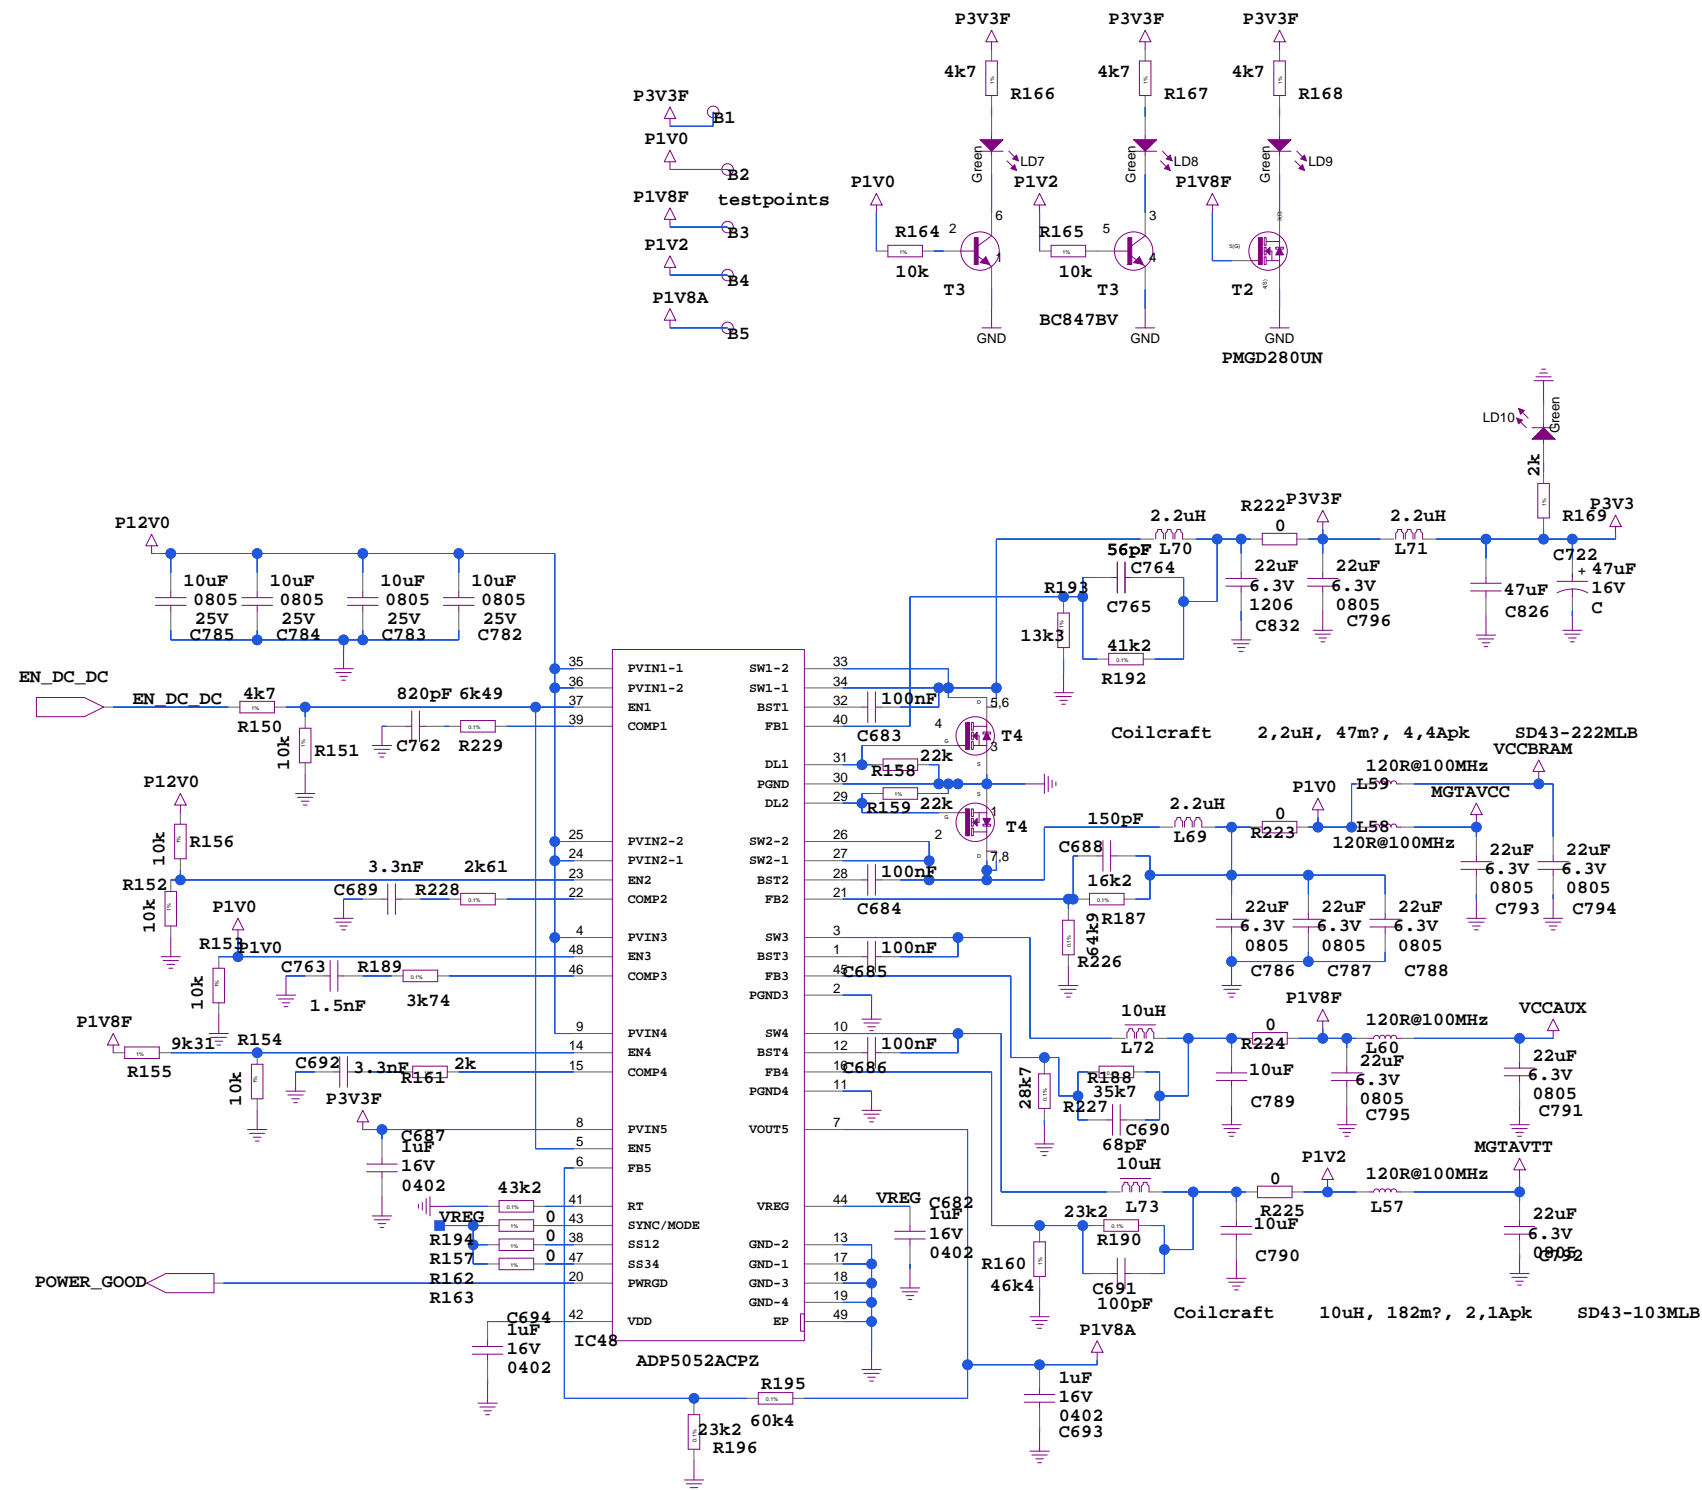 P3V3F P3V3F P3V3F
4k7 4k7 4k7
R166 R167 R168
P3V3F
B1
P1V0
B2
testpoints
P1V8F
B3
P1V2
B4
P1V8A
B5
Green LD7 Green LD8 Green LD9
P1V0 P1V2 P1V8F
R164 2 6 R165 5 3
1 4
S(G)
4(S)
10k 10k
T3 T3 T2
BC847BV
GND GND GND
PMGD280UN
LD10 Green
2k
R169
P3V3
P12V0
10uF 10uF 10uF 10uF
0805 0805 0805 0805
25V 25V 25V 25V
C785 C784 C783 C782
2.2uH R222 P3V3F 2.2uH
0
L70 L71
56pF
C764
C765
R193
13k3
41k2
0.1%
R192
22uF
6.3V
1206
C832
22uF
6.3V
0805
C796
47uF
C826
C722
+ 47uF
16V
C
EN_DC_DC
EN_DC_DC
4k7
R150
10k
R151
820pF 6k49
C762 R229
P12V0
10k
R156
R152
10k
3.3nF 2k61
C689 R228
P1V0
R153
P1V0
10k
C763 R189
1.5nF 3k74
P1V8F
9k31
R155
R154
10k
C692 3.3nF 2k
R161
P3V3F
C687
1uF
16V
0402
43k2
VREG 0
R194 0
R157 0
R162
R163
POWER_GOOD
C694
1uF
16V
0402
35 PVIN1-1 SW1-2 33
36 PVIN1-2 SW1-1 34
37 EN1 BST1 32
39 COMP1 FB1 40
DL1 31
PGND 30
DL2 29
25 PVIN2-2 SW2-2 26
24 PVIN2-1 SW2-1 27
23 EN2 BST2 28
22 COMP2 FB2 21
4 PVIN3 SW3 3
48 EN3 BST3 1
46 COMP3 FB3 45
PGND3 2
9 PVIN4 SW4 10
14 EN4 BST4 12
15 COMP4 FB4 16
PGND4 11
8 PVIN5 VOUT5 7
5 EN5
6 FB5
41 RT VREG 44
43 SYNC/MODE
38 SS12 GND-2 13
47 SS34 GND-1 17
20 PWRGD GND-3 18
GND-4 19
42 VDD EP 49
IC48
ADP5052ACPZ
100nF
C683
5,6
4
3
T4
22k
R158
R159 22k
1
2
T4
7,8
100nF
C684
100nF
C685
100nF
C686
Coilcraft 2,2uH, 47m?, 4,4Apk SD43-222MLB
VCCBRAM
120R@100MHz
L59
MGTAVCC
P1V0
2.2uH
0
L69 R223 L58
120R@100MHz
150pF
C688
16k2
R187
64k9
R226
22uF
6.3V
0805
C786
22uF
6.3V
0805
C787
22uF
6.3V
0805
C788
22uF
6.3V
0805
C793
22uF
6.3V
0805
C794
10uH
L72
P1V8F
0
R224
120R@100MHz
L60
VCCAUX
28k7
R227
R188
35k7
C690
68pF
10uF
C789
22uF
6.3V
0805
C795
22uF
6.3V
0805
C791
10uH
L73
P1V2
0
R225
120R@100MHz
L57
MGTAVTT
R160
46k4
23k2
R190
C691
100pF
10uF
C790
22uF
6.3V
0805
C792
VREG
C682
1uF
16V
0402
Coilcraft 10uH, 182m?, 2,1Apk SD43-103MLB
P1V8A
1uF
16V
0402
C693
R195
0.1%
60k4
23k2
R196